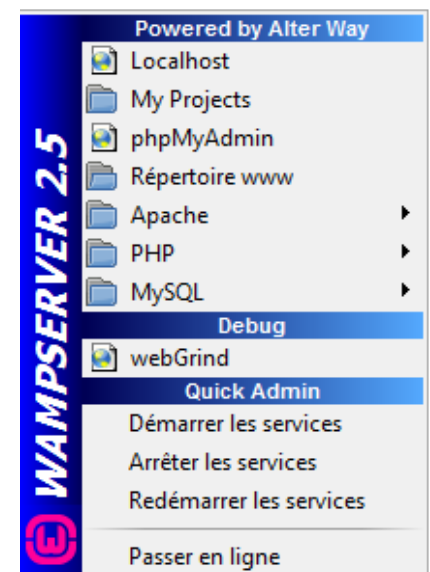 Powered by Alter Way
Localhost
My Projects
phpMyAdmin
Répertoire www
Apache
PHP
MySQL
Debug
webGrind
Quick Admin
Démarrer les services
Arrêter les services
Redémarrer les services
Passer en ligne
WAMPSERVER 2.5